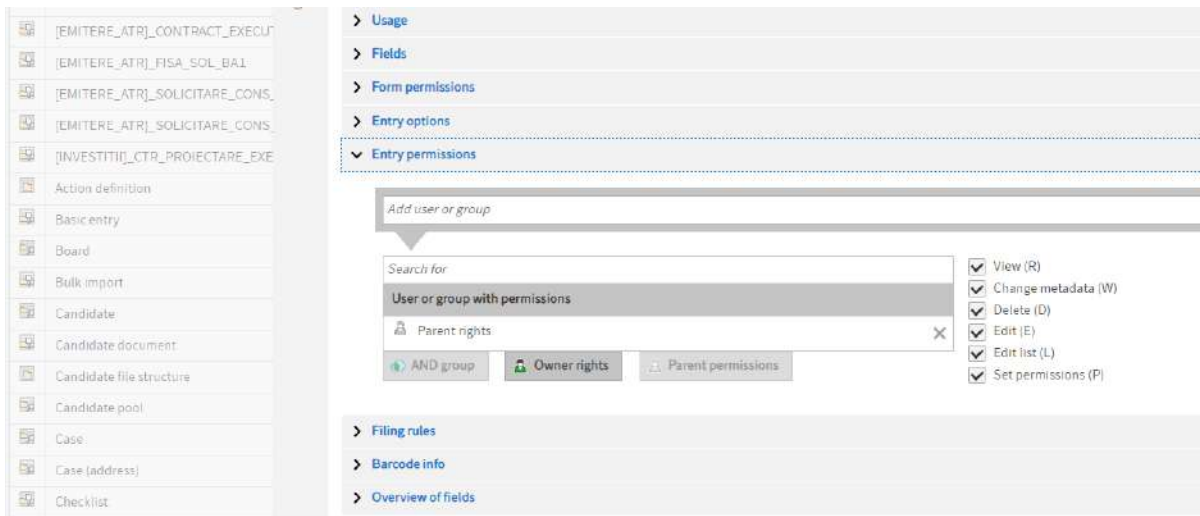 [EMITERE_ATR]_CONTRACT_EXECUT
[EMITERE_ATR]_FISA_SOL_BA1
[EMITERE_ATR]_SOLICITARE_CONS_
[EMITERE_ATR]_SOLICITARE_CONS_
[INVESTITII]_CTR_PROIECTARE_EXE
Action definition
Basic entry
Board
Bulk import
Candidate
Candidate document
Candidate file structure
Candidate pool
Case
Case (address)
Checklist
Usage
Fields
Form permissions
Entry options
Entry permissions
Add user or group
Search for
User or group with permissions
Parent rights
AND group
Owner rights
Parent permissions
View (R)
Change metadata (W)
Delete (D)
Edit (E)
Edit list (L)
Set permissions (P)
Filing rules
Barcode info
Overview of fields